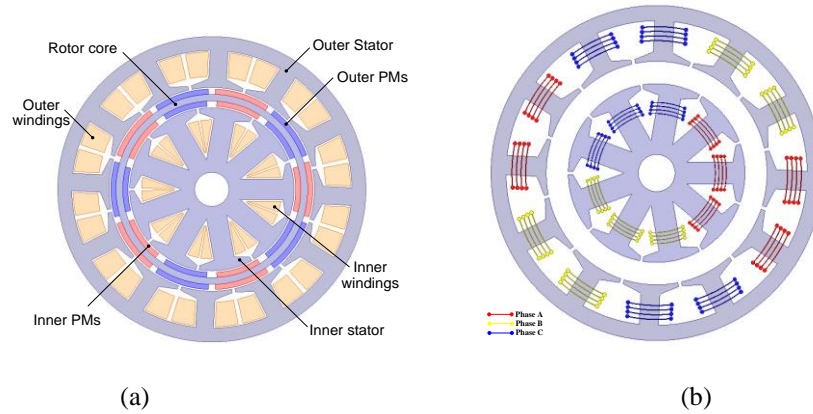 Rotor core
Outer Stator
Outer PMs
Outer
windings
Inner
windings
Inner PMs
Inner stator
Phase A
Phase B
Phase C
(a)
(b)